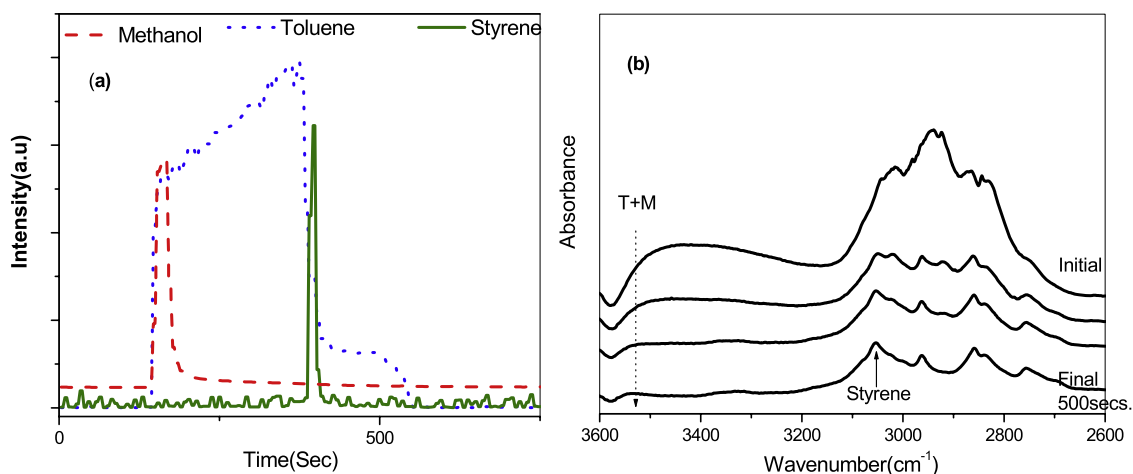 Methanol
Toluene
Styrene
(a)
Intensity(a.u)
0
500
Time(Sec)
(b)
Absorbance
T+M
Initial
Styrene
Final
500secs.
3600
3400
3200
3000
2800
2600
Wavenumber(cm⁻¹)